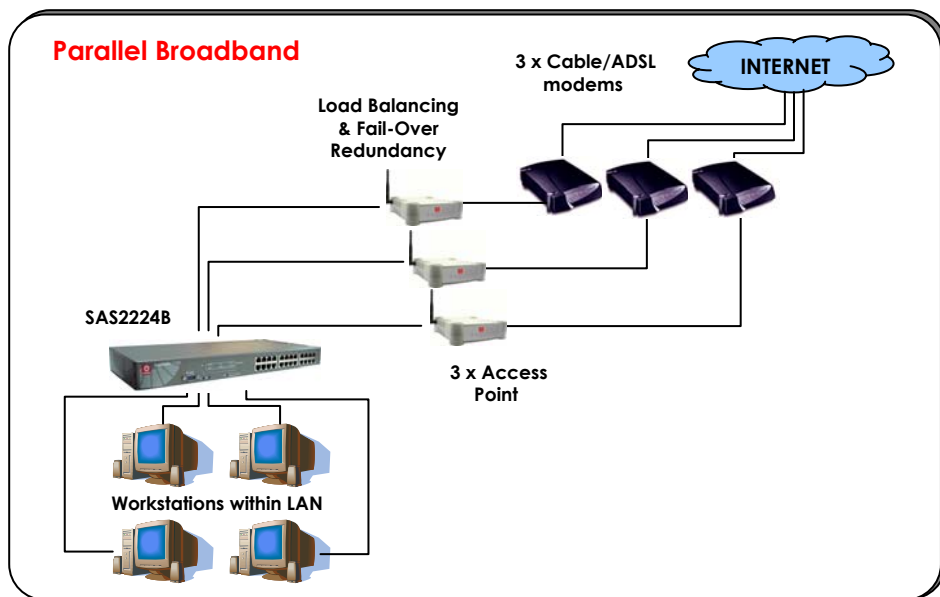 Parallel Broadband
3 x Cable/ADSL
modems
INTERNET
Load Balancing
& Fail-Over
Redundancy
SAS2224B
3 x Access
Point
Workstations within LAN